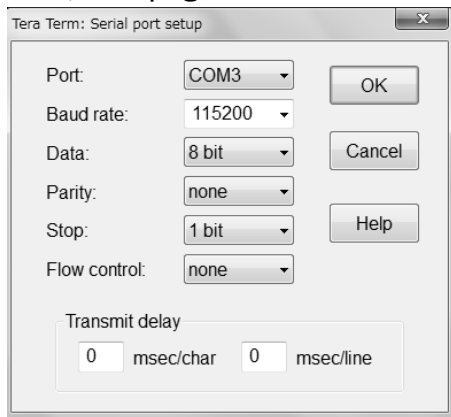 Tera Term: Serial port setup
x
Port: COM3 OK
Baud rate: 115200
Data: 8 bit Cancel
Parity: none
Stop: 1 bit Help
Flow control: none
Transmit delay
0 msec/char 0 msec/line